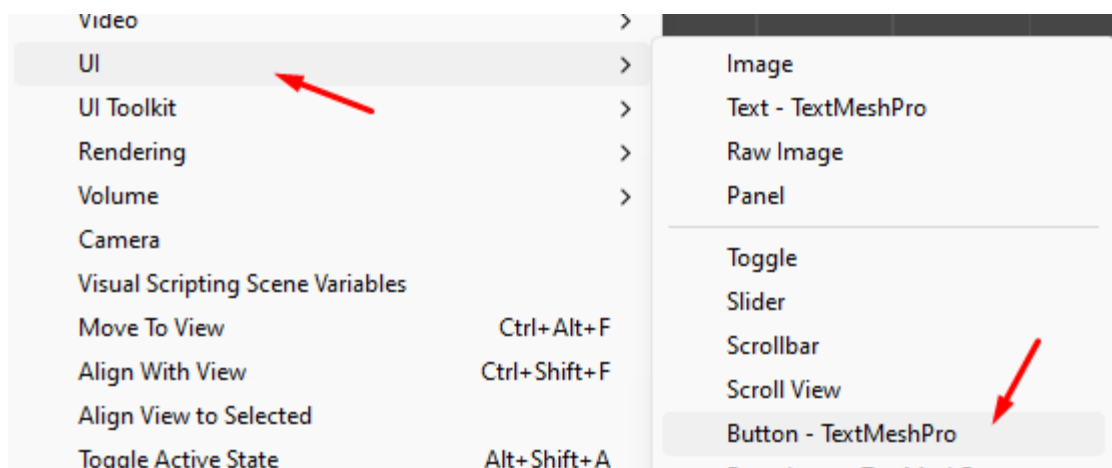 Video >
UI >
UI Toolkit >
Rendering >
Volume >
Camera
Visual Scripting Scene Variables
Move To View Ctrl+Alt+F
Align With View Ctrl+Shift+F
Align View to Selected
Toggle Active State Alt+Shift+A
Image
Text - TextMeshPro
Raw Image
Panel
Toggle
Slider
Scrollbar
Scroll View
Button - TextMeshPro